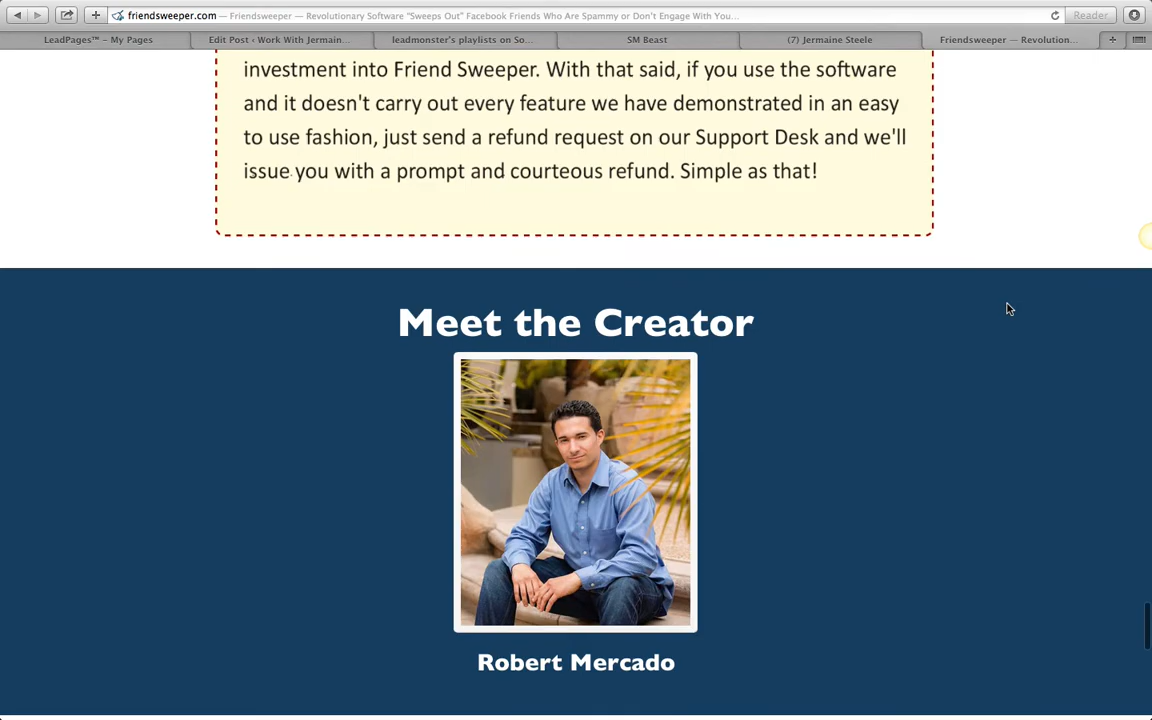 friendsweeper.com — Friendsweeper — Revolutionary Software "Sweeps Out" Facebook Friends Who Are Spammy or Don't Engage With You...
Reader
LeadPages™ – My Pages
Edit Post ‹ Work With Jermain...
leadmonster's playlists on So...
SM Beast
(7) Jermaine Steele
Friendsweeper — Revolution...
investment into Friend Sweeper. With that said, if you use the software
and it doesn't carry out every feature we have demonstrated in an easy
to use fashion, just send a refund request on our Support Desk and we'll
issue you with a prompt and courteous refund. Simple as that!
Meet the Creator
Robert Mercado